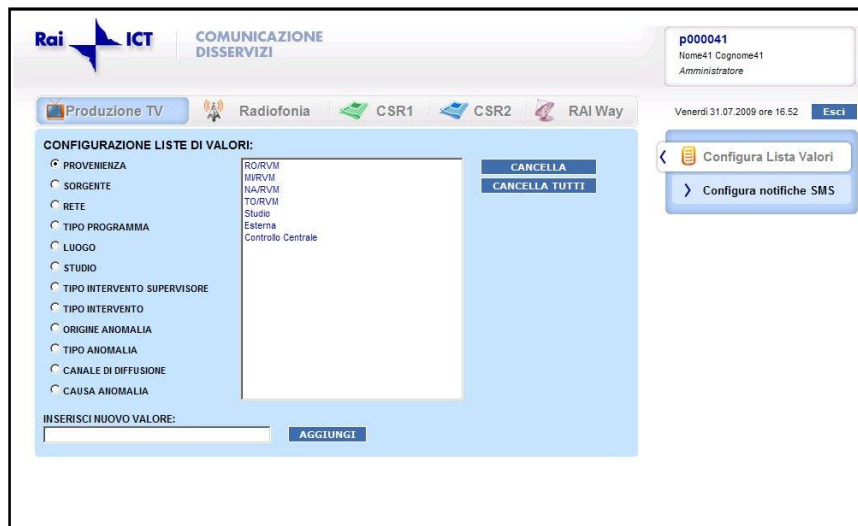 Rai ICT
COMUNICAZIONE
DISSERVIZI
p000041
Nome41 Cognome41
Amministratore
Produzione TV
Radiofonia
CSR1
CSR2
RAI Way
Venerdì 31.07.2009 ore 16.52
Esci
CONFIGURAZIONE LISTE DI VALORI:
PROVENIENZA
SORGENTE
RETE
TIPO PROGRAMMA
LUOGO
STUDIO
TIPO INTERVENTO SUPERVISORE
TIPO INTERVENTO
ORIGINE ANOMALIA
TIPO ANOMALIA
CANALE DI DIFFUSIONE
CAUSA ANOMALIA
RO/RVM
MI/RVM
NA/RVM
TO/RVM
Studio
Esterna
Controllo Centrale
CANCELLA
CANCELLA TUTTI
Configura Lista Valori
Configura notifiche SMS
INSERISCI NUOVO VALORE:
AGGIUNGI